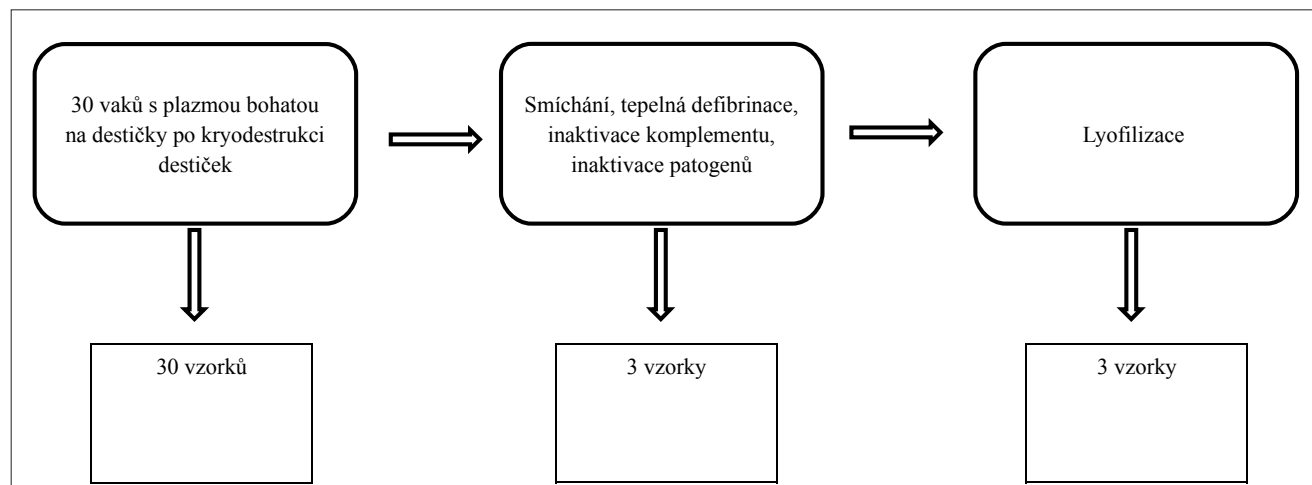 30 vaků s plazmou bohatou
na destičky po kryodestrukci
destiček
Smíchání, tepelná defibrinace,
inaktivace komplementu,
inaktivace patogenů
Lyofilizace
30 vzorků
3 vzorky
3 vzorky